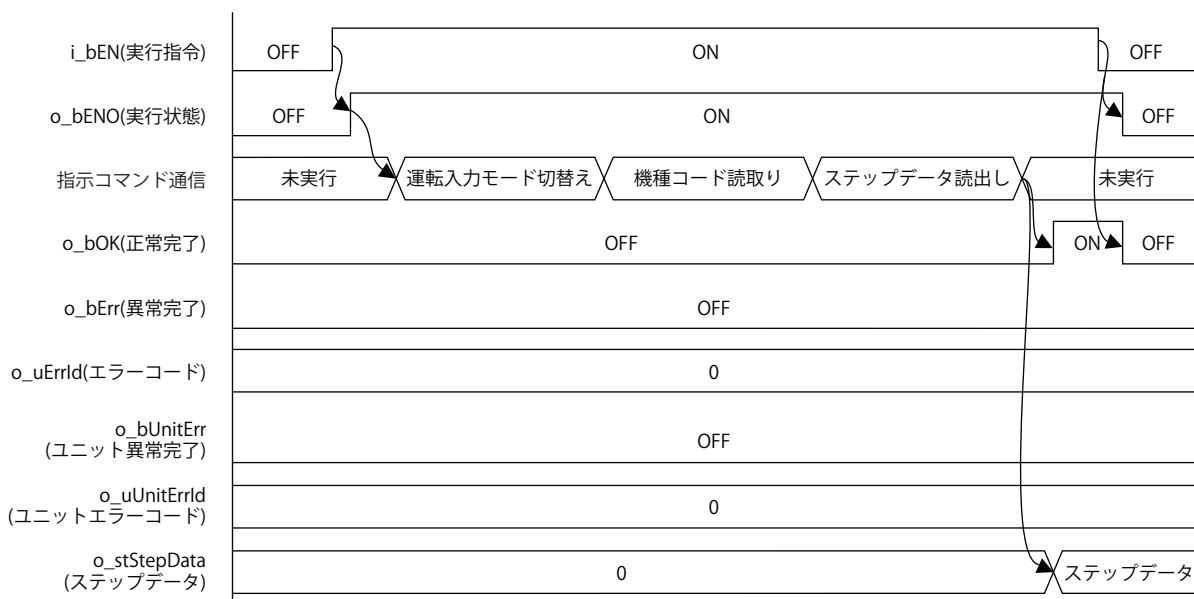 i_bEN(実行指令)
OFF
ON
OFF
o_bENO(実行状態)
OFF
ON
OFF
指示コマンド通信
未実行
運転入力モード切替え
機種コード読取り
ステップデータ読出し
未実行
o_bOK(正常完了)
OFF
ON
OFF
o_bErr(異常完了)
OFF
o_uErrId(エラーコード)
0
o_bUnitErr
(ユニット異常完了)
OFF
o_uUnitErrId
(ユニットエラーコード)
0
o_stStepData
(ステップデータ)
0
ステップデータ